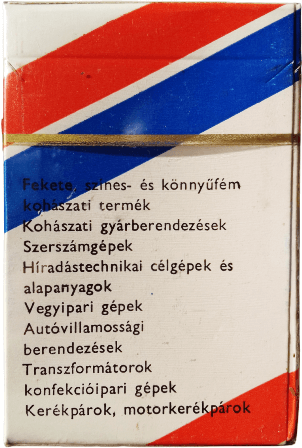 Fekete, színes- és könnyűfém
kohászati termék
Kohászati gyárberendezések
Szerszámgépek
Híradástechnikai célgépek és
alapanyagok
Vegyipari gépek
Autóvillamossági
berendezések
Transzformátorok
konfekcióipari gépek
Kerékpárok, motorkerékpárok